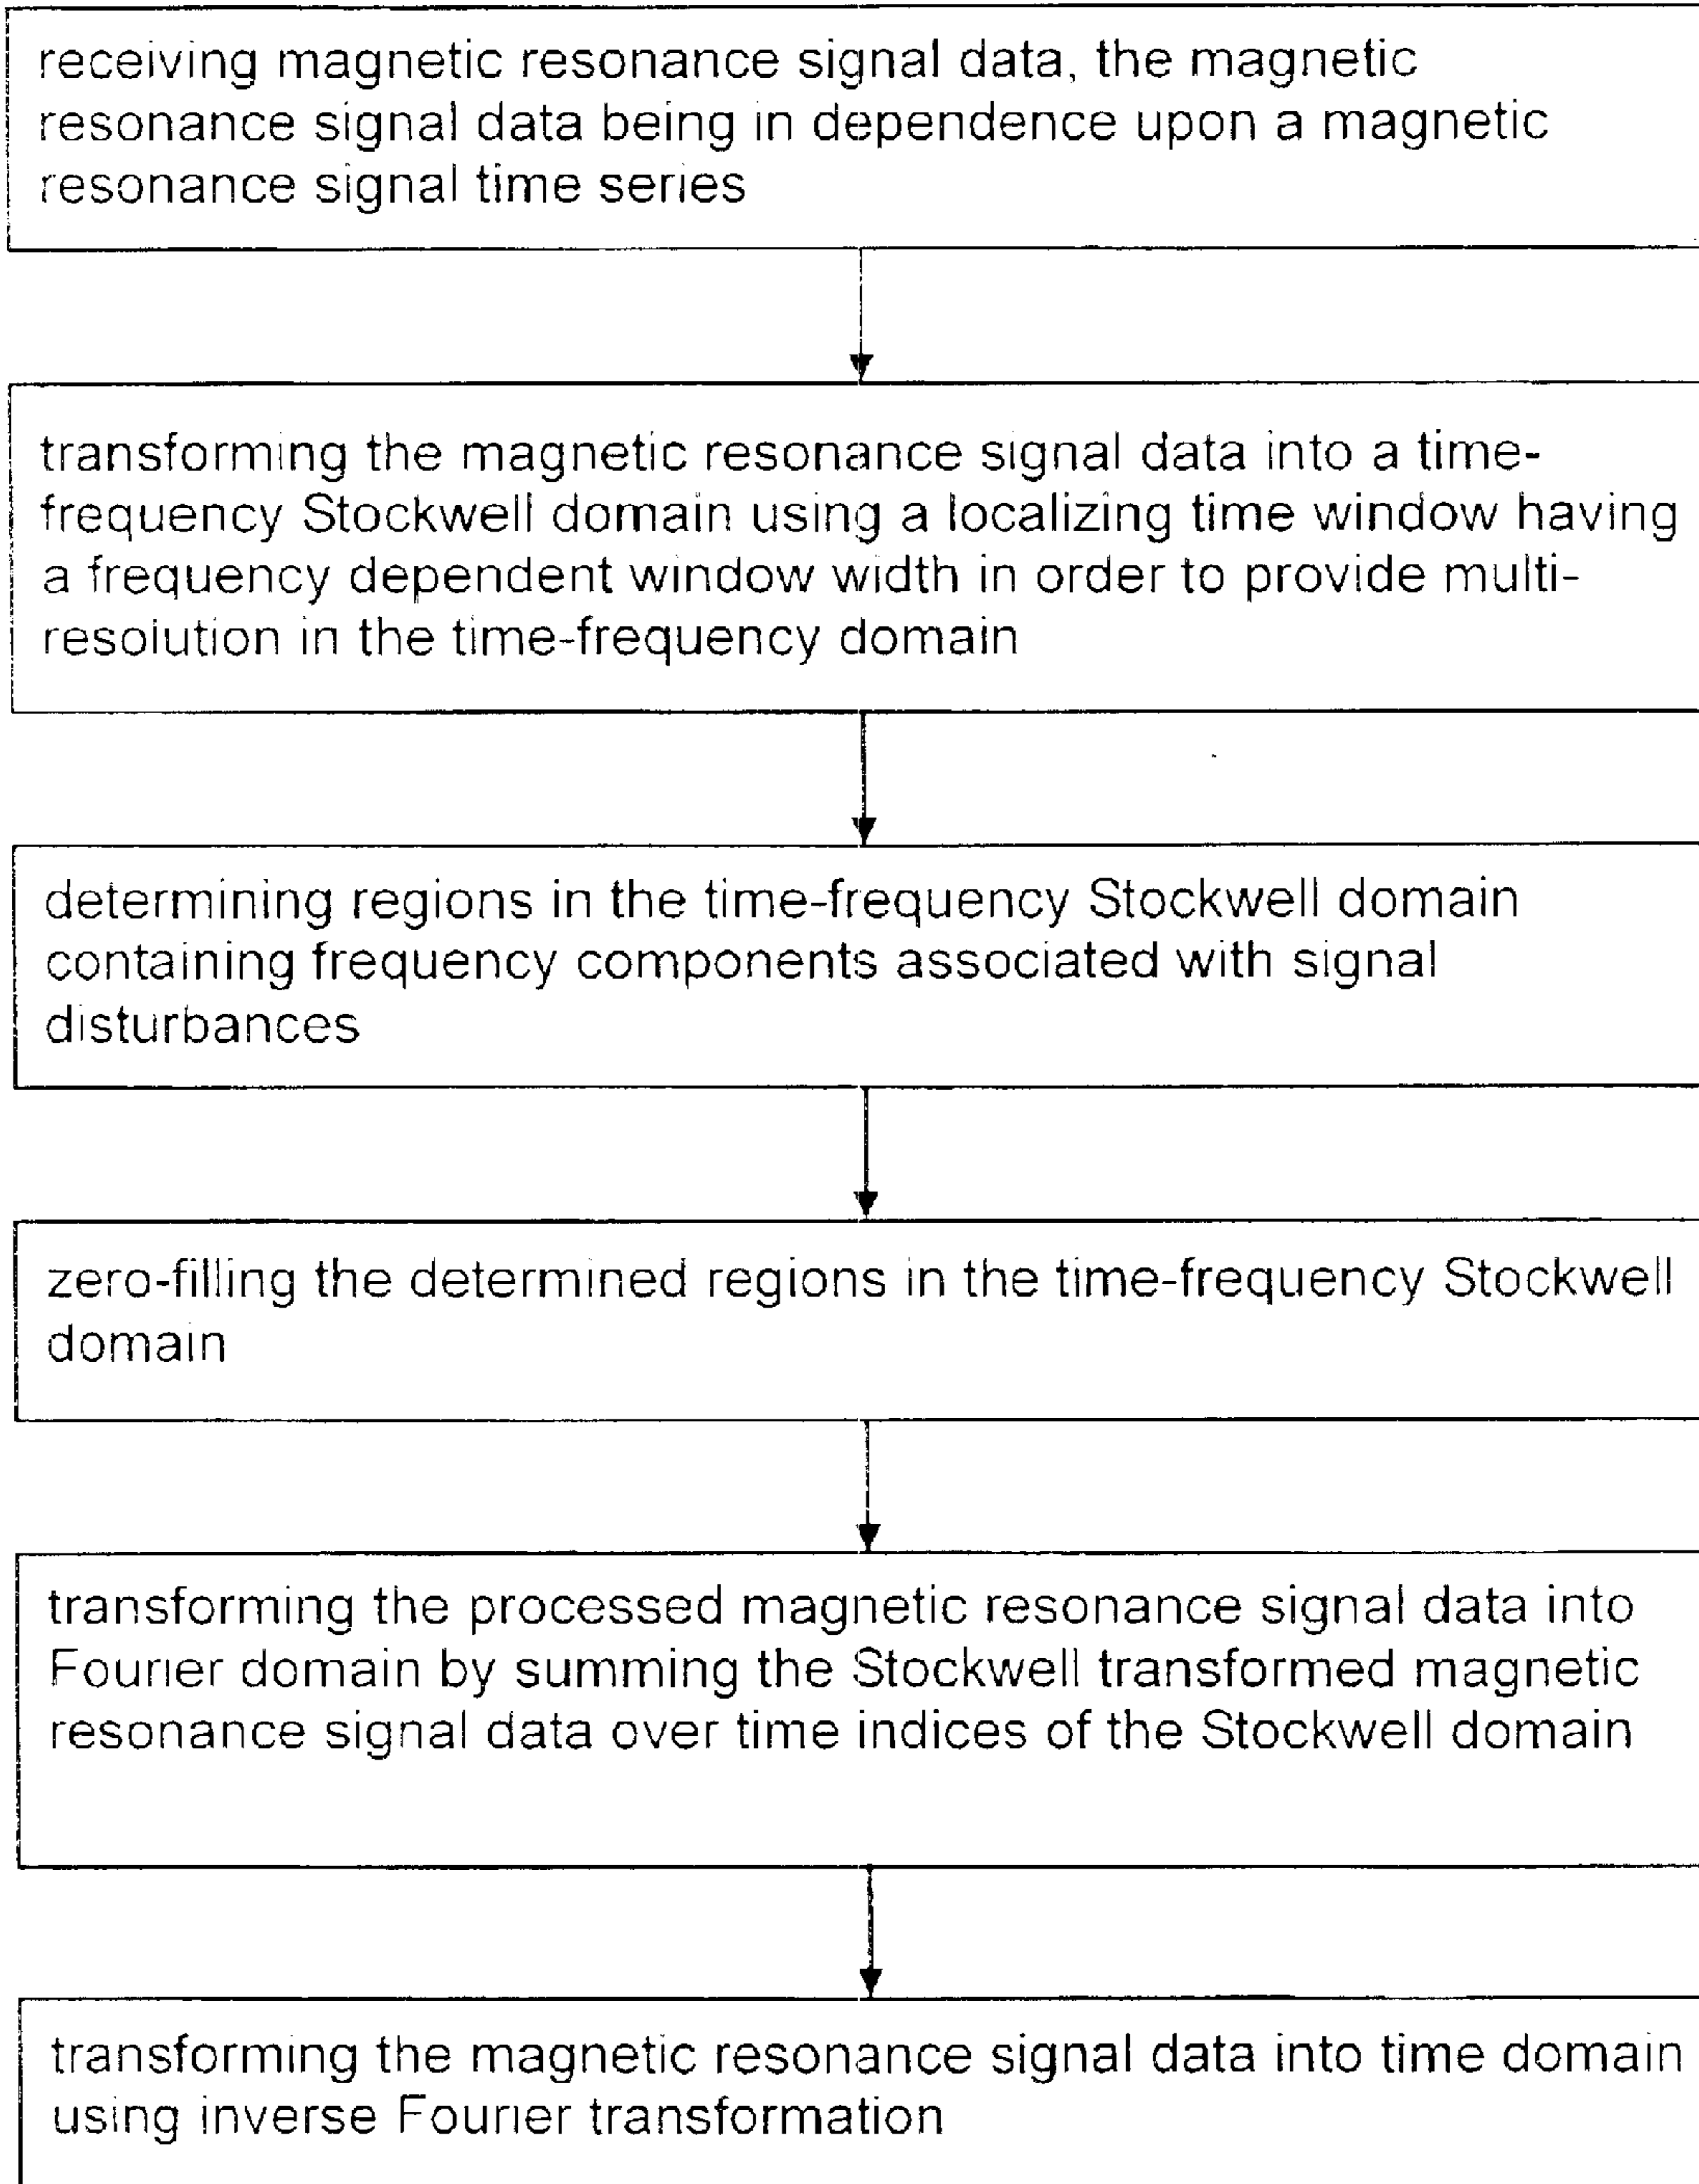 receiving magnetic resonance signal data, the magnetic
resonance signal data being in dependence upon a magnetic
resonance signal time series
transforming the magnetic resonance signal data into a time-
frequency Stockwell domain using a localizing time window having
a frequency dependent window width in order to provide multi-
resolution in the time-frequency domain
determining regions in the time-frequency Stockwell domain
containing frequency components associated with signal
disturbances
zero-filling the determined regions in the time-frequency Stockwell
domain
transforming the processed magnetic resonance signal data into
Fourier domain by summing the Stockwell transformed magnetic
resonance signal data over time indices of the Stockwell domain
transforming the magnetic resonance signal data into time domain
using inverse Fourier transformation